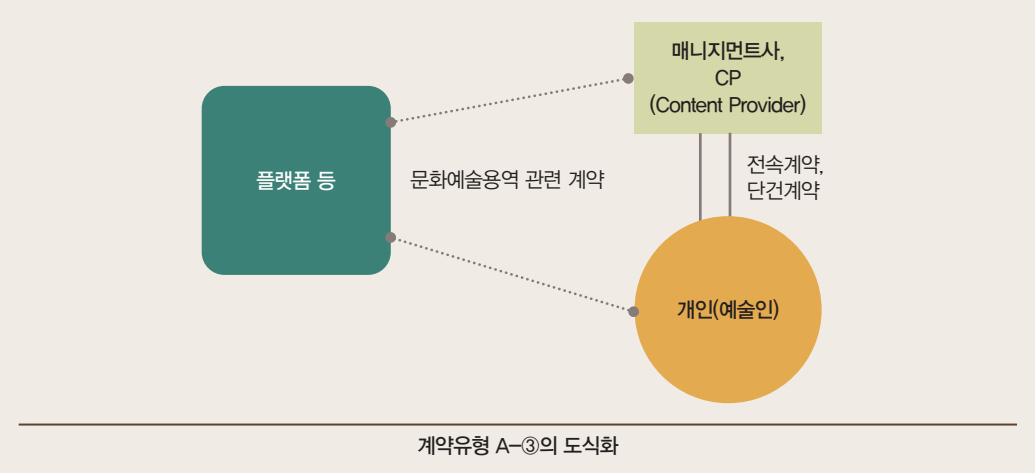 매니지먼트사,
CP
(Content Provider)
플랫폼 등
문화예술용역 관련 계약
전속계약,
단건계약
개인(예술인)
계약유형 A-③의 도식화